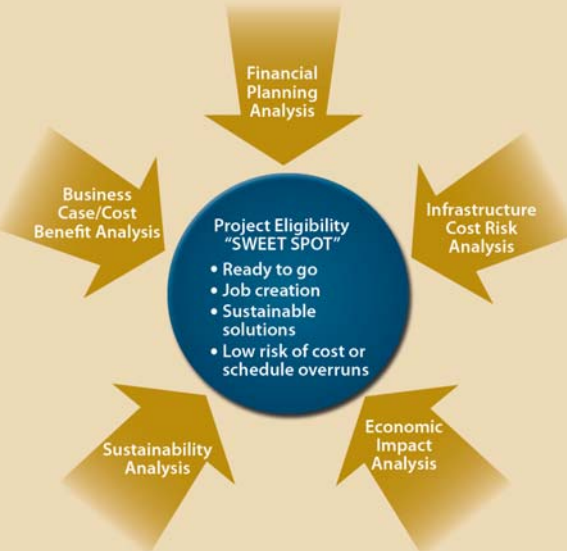 Financial
Planning
Analysis
Business
Case/Cost
Benefit Analysis
Infrastructure
Cost Risk
Analysis
Project Eligibility
“SWEET SPOT”
• Ready to go
• Job creation
• Sustainable
solutions
• Low risk of cost or
schedule overruns
Sustainability
Analysis
Economic
Impact
Analysis